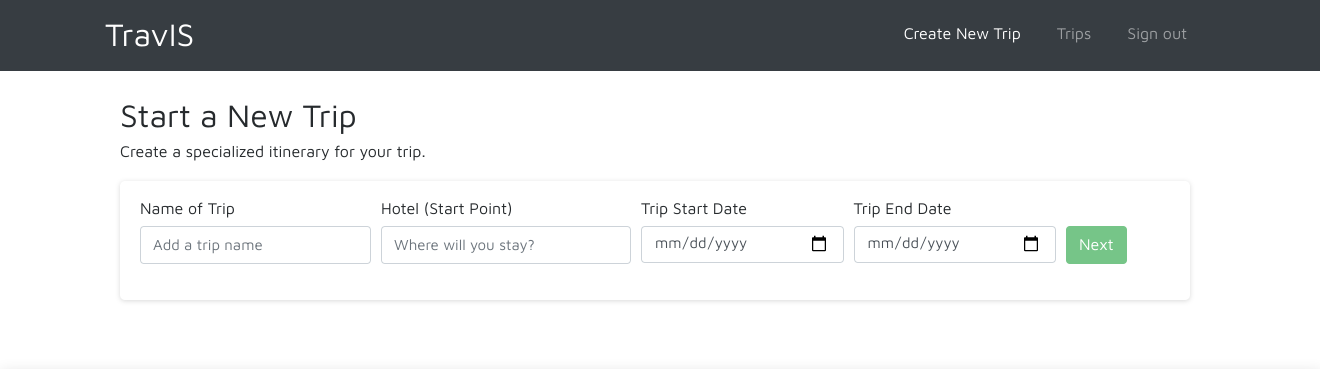 TravIS
Create New Trip Trips Sign out
Start a New Trip
Create a specialized itinerary for your trip.
Name of Trip Hotel (Start Point) Trip Start Date Trip End Date
Add a trip name Where will you stay? mm/dd/yyyy mm/dd/yyyy Next